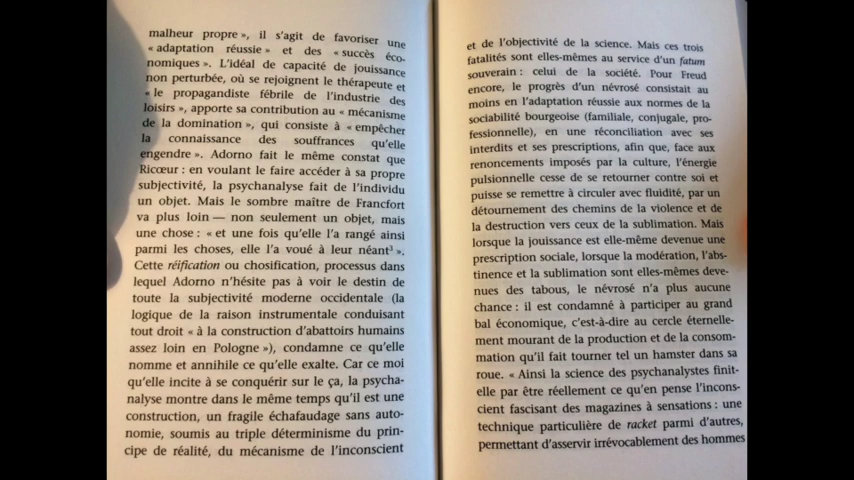 malheur propre », il s'agit de favoriser une
« adaptation réussie » et des « succès éco-
nomiques ». L'idéal de capacité de jouissance
non perturbée, où se rejoignent le thérapeute et
« le propagandiste fébrile de l'industrie des
loisirs », apporte sa contribution au « mécanisme
de la domination », qui consiste à « empêcher
la connaissance des souffrances qu'elle
engendre ». Adorno fait le même constat que
Ricœur : en voulant le faire accéder à sa propre
subjectivité, la psychanalyse fait de l'individu
un objet. Mais le sombre maître de Francfort
va plus loin — non seulement un objet, mais
une chose : « et une fois qu'elle l'a rangé ainsi
parmi les choses, elle l'a voué à leur néant³ ».
Cette réification ou chosification, processus dans
lequel Adorno n'hésite pas à voir le destin de
toute la subjectivité moderne occidentale (la
logique de la raison instrumentale conduisant
tout droit « à la construction d'abattoirs humains
assez loin en Pologne »), condamne ce qu'elle
nomme et annihile ce qu'elle exalte. Car ce moi
qu'elle incite à se conquérir sur le ça, la psycha-
nalyse montre dans le même temps qu'il est une
construction, un fragile échafaudage sans auto-
nomie, soumis au triple déterminisme du prin-
cipe de réalité, du mécanisme de l'inconscient
et de l'objectivité de la science. Mais ces trois
fatalités sont elles-mêmes au service d'un fatum
souverain : celui de la société. Pour Freud
encore, le progrès d'un névrosé consistait au
moins en l'adaptation réussie aux normes de la
sociabilité bourgeoise (familiale, conjugale, pro-
fessionnelle), en une réconciliation avec ses
interdits et ses prescriptions, afin que, face aux
renoncements imposés par la culture, l'énergie
pulsionnelle cesse de se retourner contre soi et
puisse se remettre à circuler avec fluidité, par un
détournement des chemins de la violence et de
la destruction vers ceux de la sublimation. Mais
lorsque la jouissance est elle-même devenue une
prescription sociale, lorsque la modération, l'abs-
tinence et la sublimation sont elles-mêmes deve-
nues des tabous, le névrosé n'a plus aucune
chance : il est condamné à participer au grand
bal économique, c'est-à-dire au cercle éternelle-
ment mourant de la production et de la consom-
mation qu'il fait tourner tel un hamster dans sa
roue. « Ainsi la science des psychanalystes finit-
elle par être réellement ce qu'en pense l'incons-
cient fascisant des magazines à sensations : une
technique particulière de racket parmi d'autres,
permettant d'asservir irrévocablement des hommes